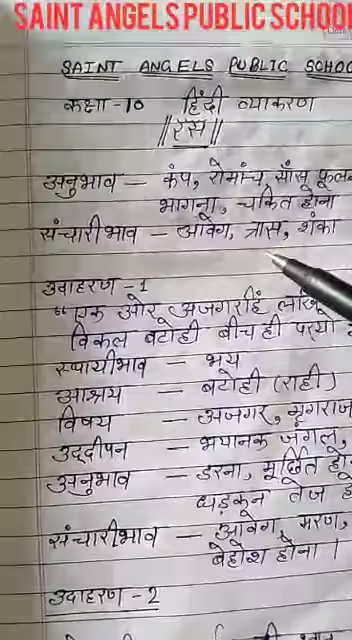 SAINT ANGELS PUBLIC SCHOOL
SAINT ANGELS PUBLIC SCHOO
कक्षा -10 हिंदी व्याकरण
|| रस ||
अनुभाव — कंप, रोमांच, साँस फूलन
भागना, चकित होना
संचारीभाव — आवेग, त्रास, शंका
उदाहरण -1
"एक ओर अजगरहिं लखि
विकल बटोही बीच ही पर्‌यो
स्थायीभाव — भय
आश्रय — बटोही (राही)
विषय — अजगर, मृगराज
उद्‌दीपन — भयानक जंगल,
अनुभाव — डरना, मूर्छित हो
धड़कन तेज हो
संचारीभाव — आवेग, मरण,
बेहोश होना ।
उदाहरण -2